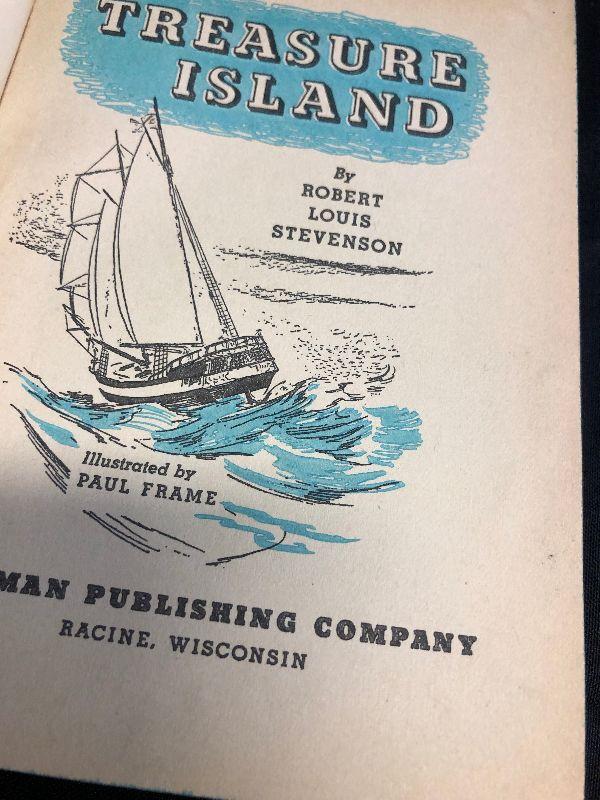 TREASURE
ISLAND
By
ROBERT
LOUIS
STEVENSON
Illustrated by
PAUL FRAME
MAN PUBLISHING COMPANY
RACINE, WISCONSIN